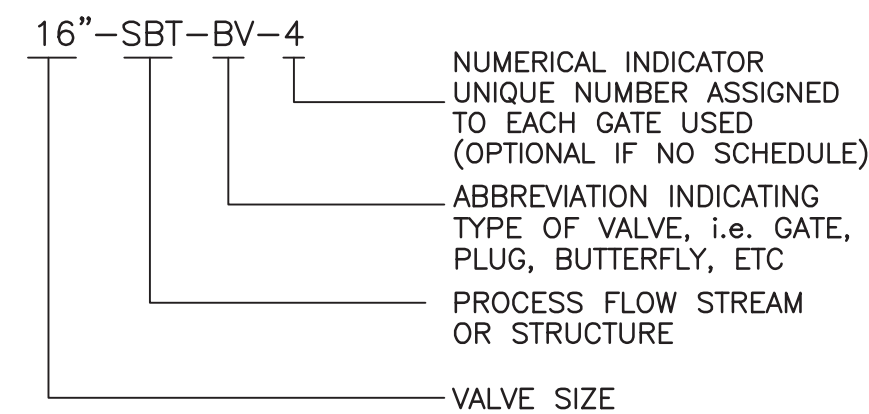 16”-SBT-BV-4
NUMERICAL INDICATOR
UNIQUE NUMBER ASSIGNED
TO EACH GATE USED
(OPTIONAL IF NO SCHEDULE)
ABBREVIATION INDICATING
TYPE OF VALVE, i.e. GATE,
PLUG, BUTTERFLY, ETC
PROCESS FLOW STREAM
OR STRUCTURE
VALVE SIZE